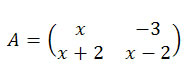 A = ( x  −3
x + 2  x − 2 )